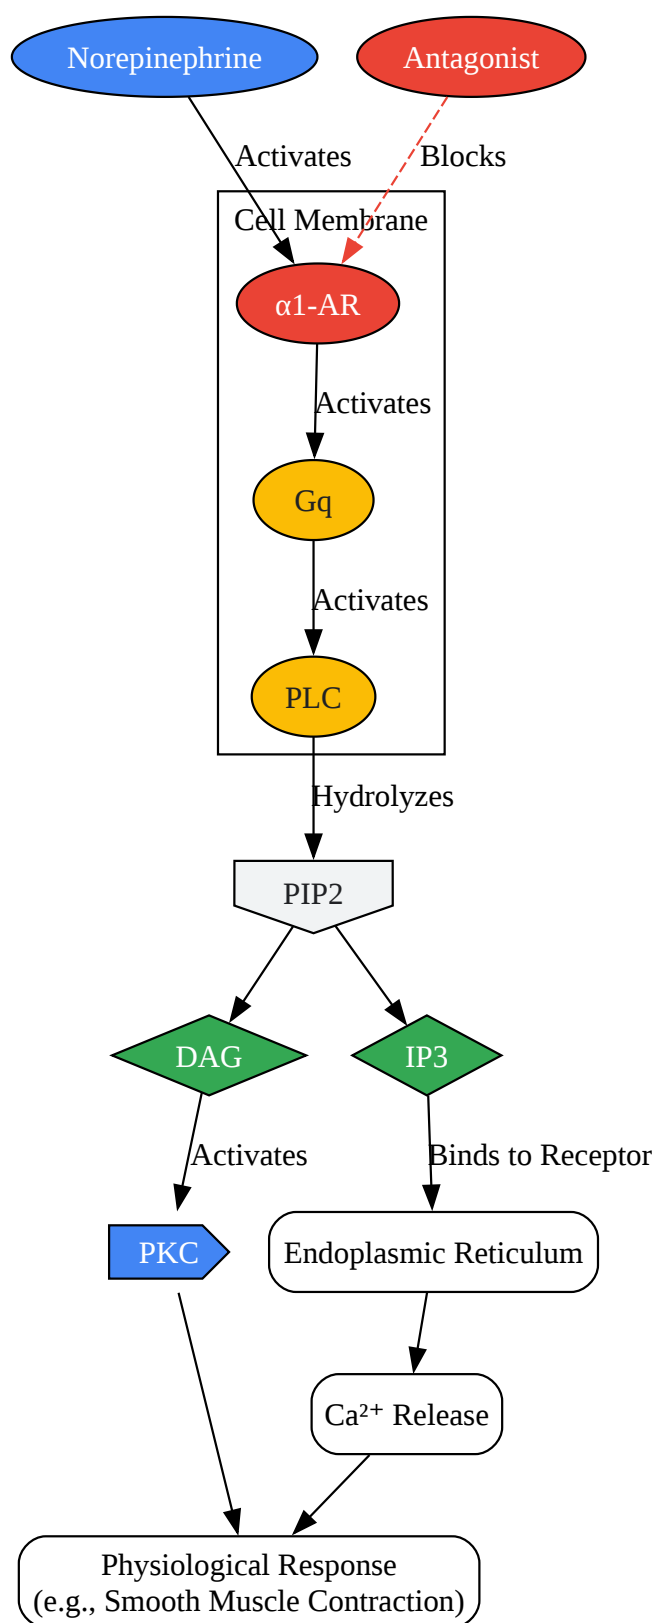 Norepinephrine
Antagonist
Activates
Blocks
Cell Membrane
α1-AR
Activates
Gq
Activates
PLC
Hydrolyzes
PIP2
DAG
IP3
Activates
Binds to Receptor
PKC
Endoplasmic Reticulum
Ca²⁺ Release
Physiological Response
(e.g., Smooth Muscle Contraction)